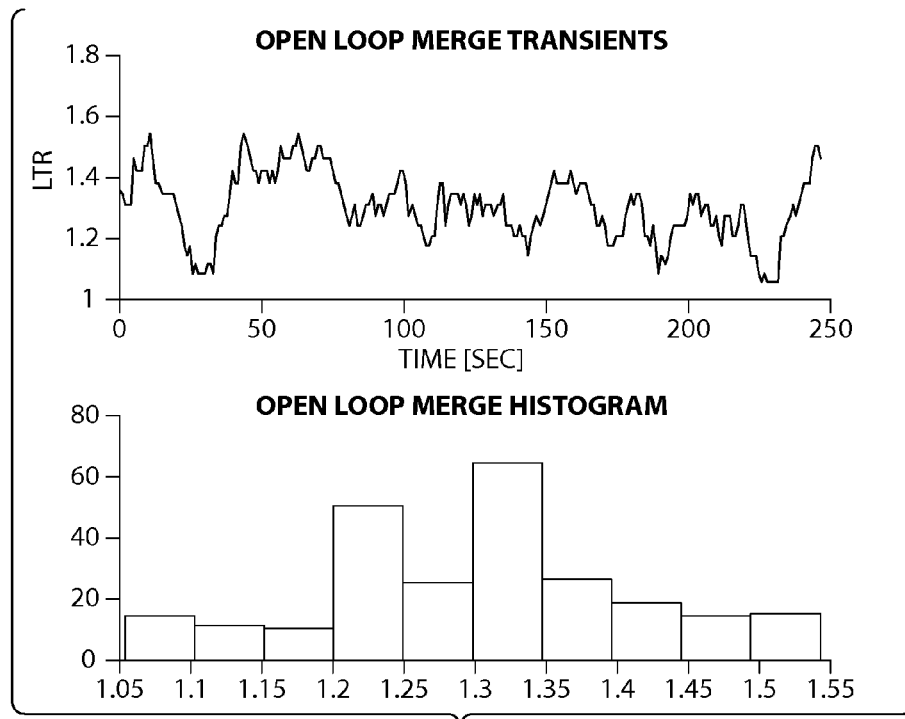 OPEN LOOP MERGE TRANSIENTS
1.8
1.6
1.4
1.2
1
LTR
0 50 100 150 200 250
TIME [SEC]
OPEN LOOP MERGE HISTOGRAM
80
60
40
20
0
1.05 1.1 1.15 1.2 1.25 1.3 1.35 1.4 1.45 1.5 1.55